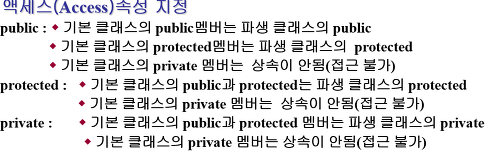 액세스(Access)속성 지정
public : ◆ 기본 클래스의 public멤버는 파생 클래스의 public
◆ 기본 클래스의 protected멤버는 파생 클래스의 protected
◆ 기본 클래스의 private 멤버는 상속이 안됨(접근 불가)
protected : ◆ 기본 클래스의 public과 protected는 파생 클래스의 protected
◆ 기본 클래스의 private 멤버는 상속이 안됨(접근 불가)
private : ◆ 기본 클래스의 public과 protected 멤버는 파생 클래스의 private
◆ 기본 클래스의 private 멤버는 상속이 안됨(접근 불가)